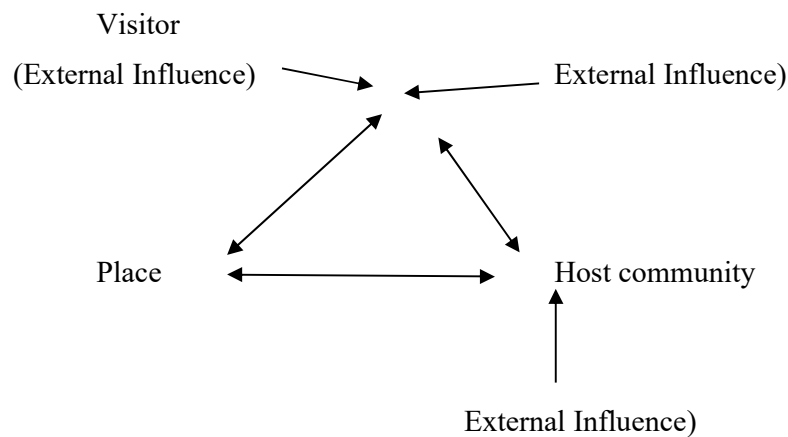 Visitor
(External Influence)
External Influence)
Place
Host community
External Influence)